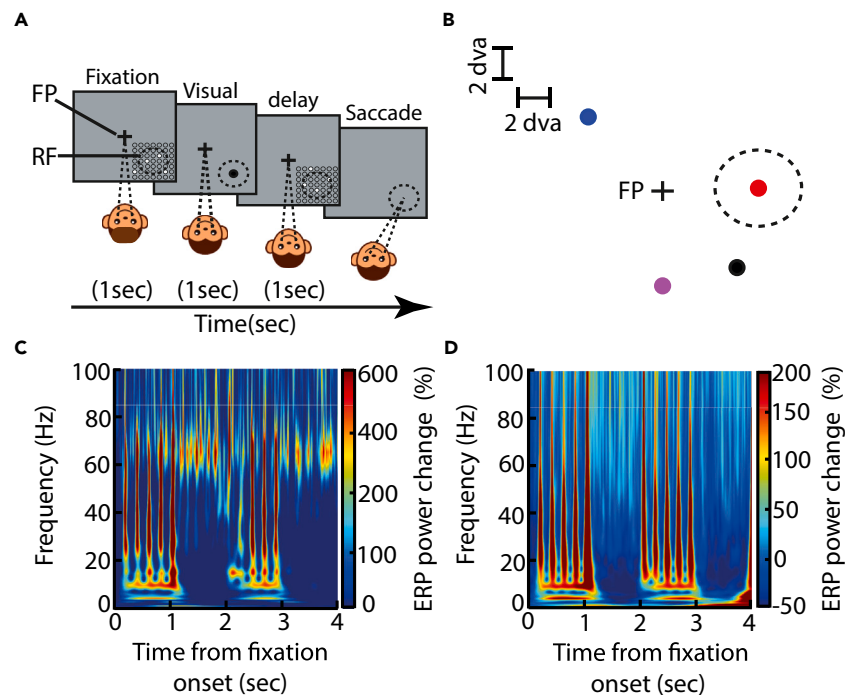 A
Fixation
Visual
delay
Saccade
FP
RF
(1sec) (1sec) (1sec)
Time(sec)
B
2 dva
2 dva
FP
C
100
80
60
40
20
0
Frequency (Hz)
0 1 2 3 4
Time from fixation
onset (sec)
600
400
200
100
0
ERP power change (%)
D
100
80
60
40
20
10
0
Frequency (Hz)
0 1 2 3 4
Time from fixation
onset (sec)
200
150
100
50
0
-50
ERP power change (%)